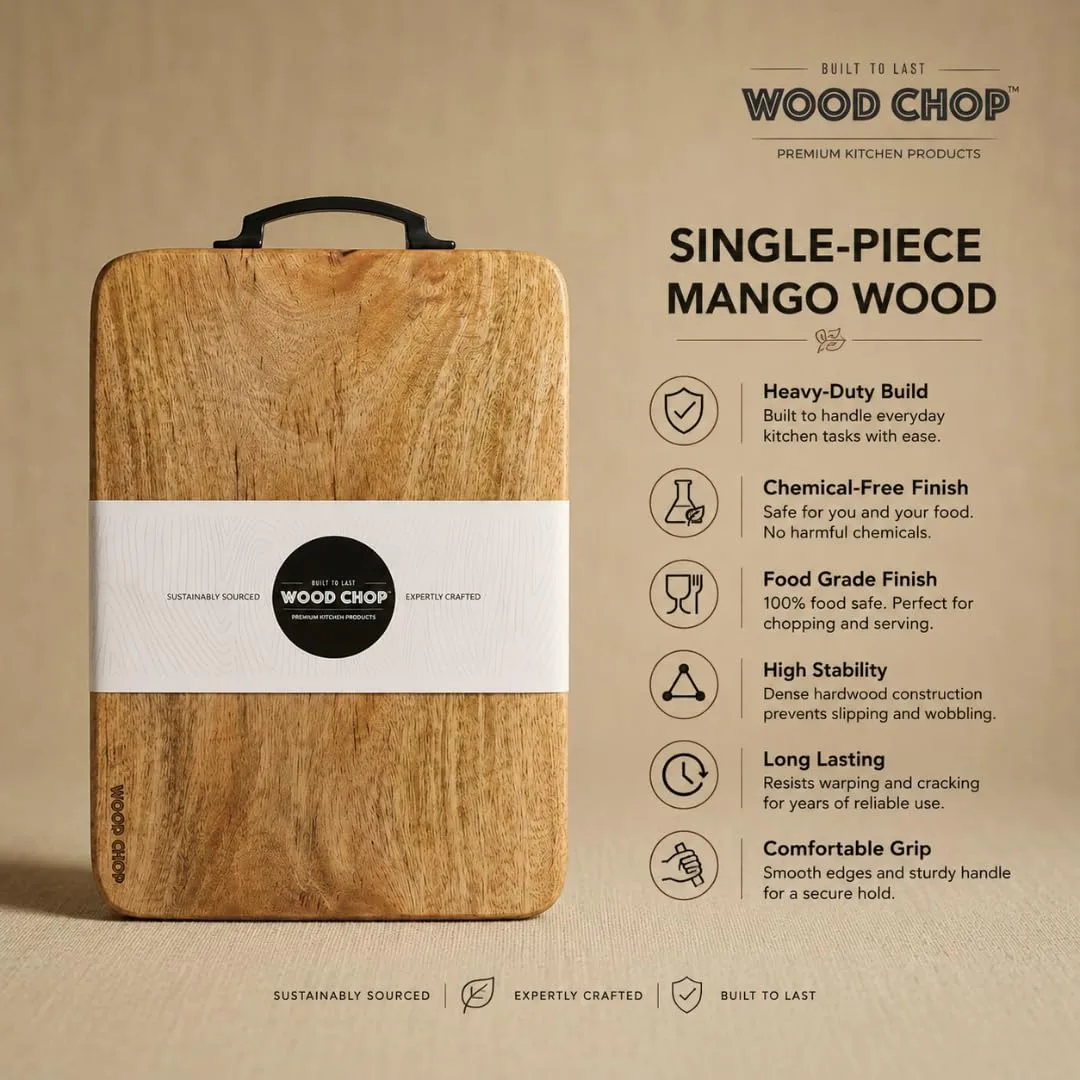 BUILT TO LAST
WOOD CHOP™
PREMIUM KITCHEN PRODUCTS
SINGLE-PIECE
MANGO WOOD
Heavy-Duty Build
Built to handle everyday
kitchen tasks with ease.
Chemical-Free Finish
Safe for you and your food.
No harmful chemicals.
Food Grade Finish
100% food safe. Perfect for
chopping and serving.
High Stability
Dense hardwood construction
prevents slipping and wobbling.
Long Lasting
Resists warping and cracking
for years of reliable use.
Comfortable Grip
Smooth edges and sturdy handle
for a secure hold.
SUSTAINABLY SOURCED
BUILT TO LAST
WOOD CHOP™
PREMIUM KITCHEN PRODUCTS
EXPERTLY CRAFTED
WOOD CHOP
SUSTAINABLY SOURCED
EXPERTLY CRAFTED
BUILT TO LAST